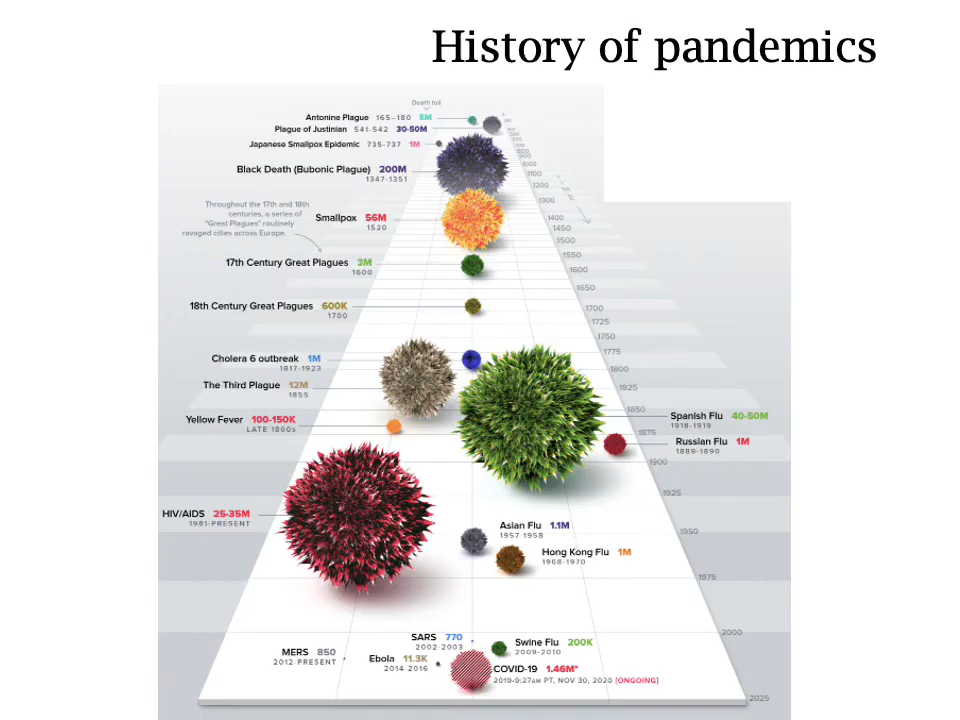 History of pandemics
Death toll
Antonine Plague 165-180 5M
Plague of Justinian 541-542 30-50M
Japanese Smallpox Epidemic 735-737 1M
Black Death (Bubonic Plague) 200M
1347-1351
Throughout the 17th and 18th
centuries, a series of
"Great Plagues" routinely
ravaged cities across Europe.
Smallpox 56M
1520
17th Century Great Plagues 3M
1600
18th Century Great Plagues 600K
1700
Cholera 6 outbreak 1M
1817-1923
The Third Plague 12M
1855
Yellow Fever 100-150K
LATE 1800s
Spanish Flu 40-50M
1918-1919
Russian Flu 1M
1889-1890
HIV/AIDS 25-35M
1981-PRESENT
Asian Flu 1.1M
1957-1958
Hong Kong Flu 1M
1968-1970
SARS 770
2002-2003
Swine Flu 200K
2009-2010
MERS 850
2012-PRESENT
Ebola 11.3K
2014-2016
COVID-19 1.46M*
2019-9:27AM PT, NOV 30, 2020 [ONGOING]
800
900
1000
1100
1200
1300
1400
1450
1500
1550
1600
1650
1700
1725
1750
1775
1800
1825
1850
1875
1900
1925
1950
1975
2000
2025